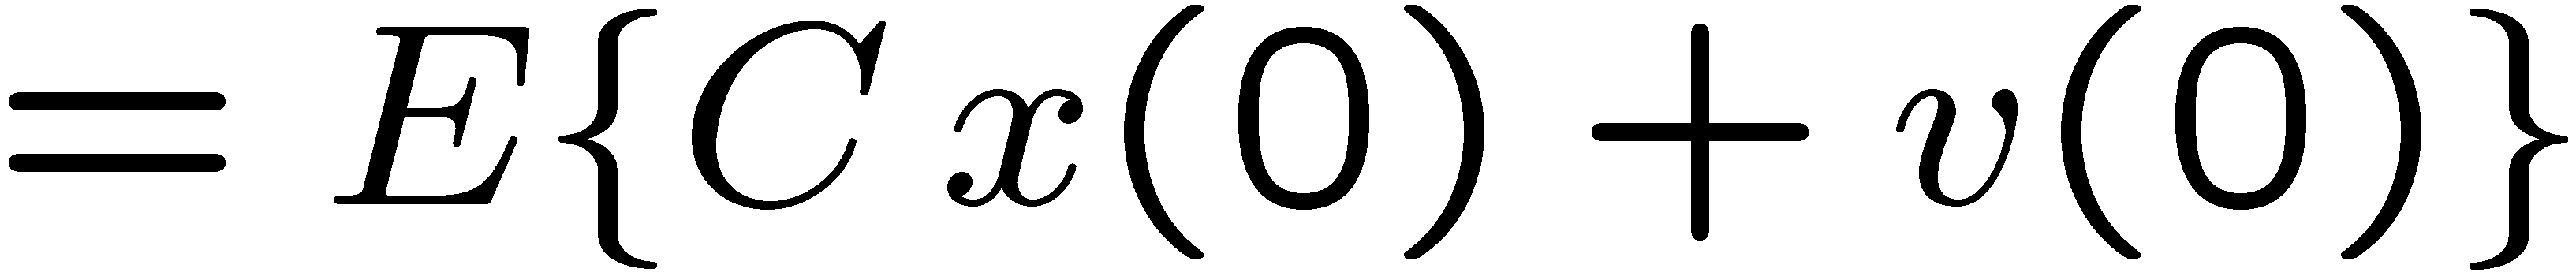 = E{C x(0) + v(0)}